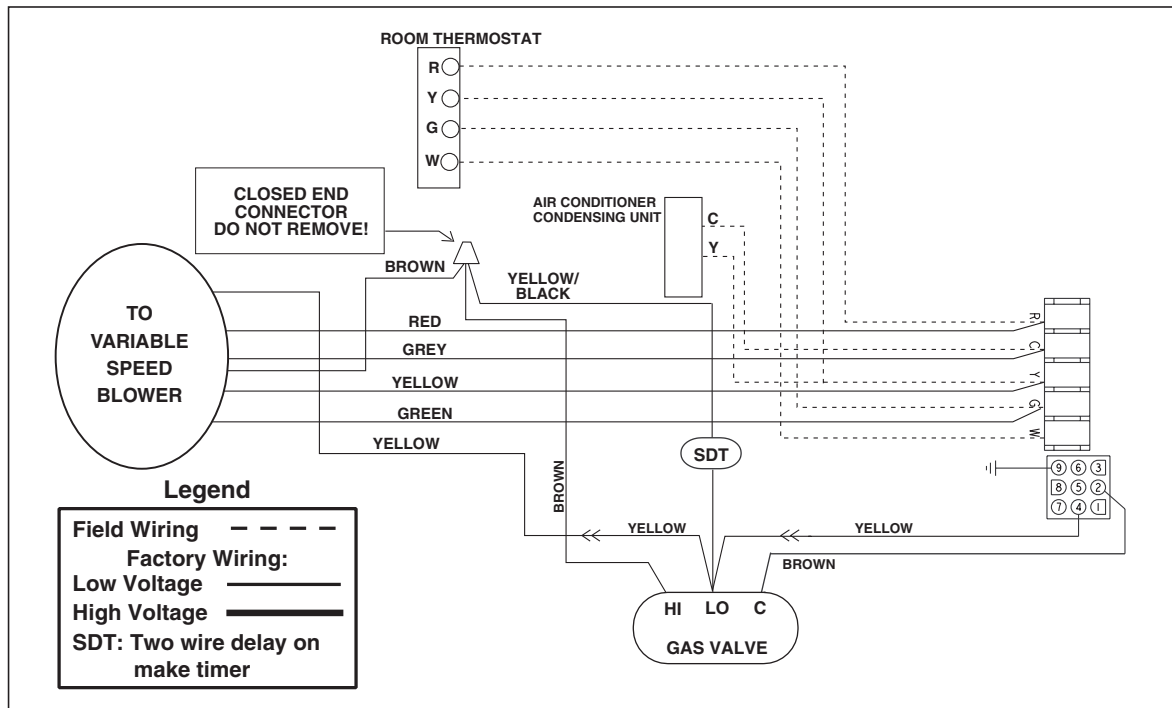 ROOM THERMOSTAT
R
Y
G
W
CLOSED END
CONNECTOR
DO NOT REMOVE!
AIR CONDITIONER
CONDENSING UNIT
C
Y
BROWN
YELLOW/
BLACK
TO
VARIABLE
SPEED
BLOWER
RED
GREY
YELLOW
GREEN
YELLOW
R
C
Y
G
W
SDT
BROWN
9 6 3
8 5 2
7 4 1
YELLOW
YELLOW
BROWN
HI LO C
GAS VALVE
Legend
Field Wiring
Factory Wiring:
Low Voltage
High Voltage
SDT: Two wire delay on
make timer